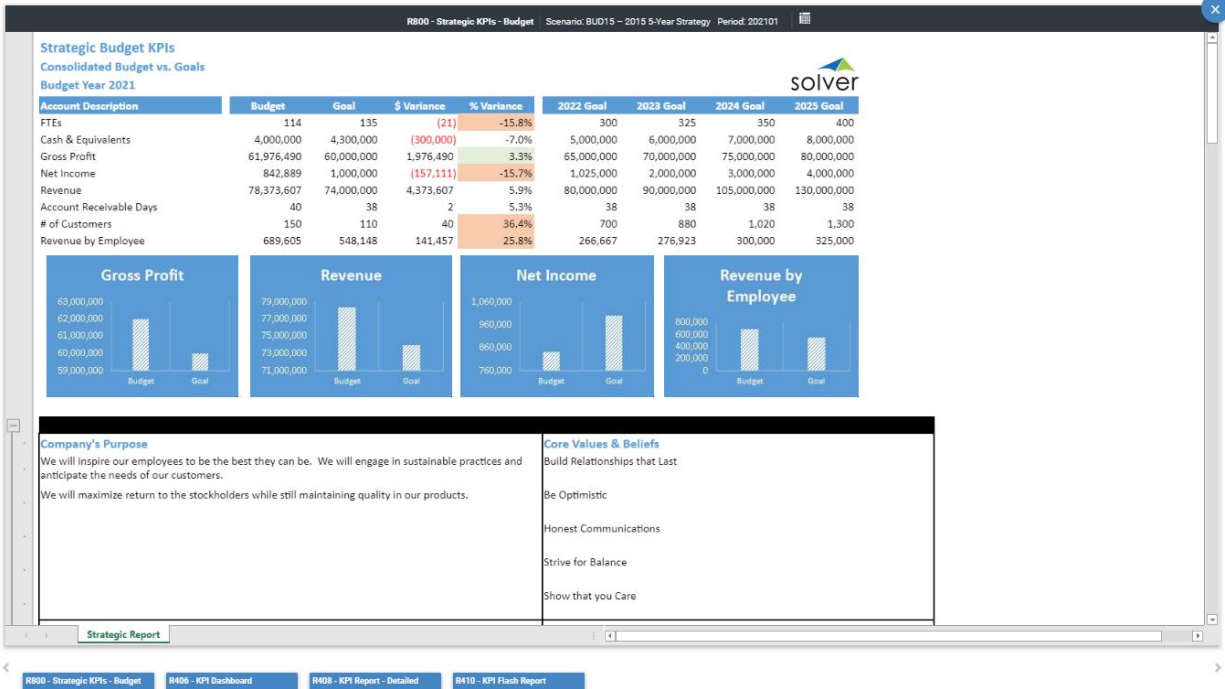 R800 - Strategic KPIs - Budget Scenario: BUD15 – 2015 5-Year Strategy Period: 202101
Strategic Budget KPIs
Consolidated Budget vs. Goals
Budget Year 2021
solver
Account Description Budget Goal $ Variance % Variance 2022 Goal 2023 Goal 2024 Goal 2025 Goal
FTEs 114 135 (21) -15.8% 300 325 350 400
Cash & Equivalents 4,000,000 4,300,000 (300,000) -7.0% 5,000,000 6,000,000 7,000,000 8,000,000
Gross Profit 61,976,490 60,000,000 1,976,490 3.3% 65,000,000 70,000,000 75,000,000 80,000,000
Net Income 842,889 1,000,000 (157,111) -15.7% 1,025,000 2,000,000 3,000,000 4,000,000
Revenue 78,373,607 74,000,000 4,373,607 5.9% 80,000,000 90,000,000 105,000,000 130,000,000
Account Receivable Days 40 38 2 5.3% 38 38 38 38
# of Customers 150 110 40 36.4% 700 880 1,020 1,300
Revenue by Employee 689,605 548,148 141,457 25.8% 266,667 276,923 300,000 325,000
Gross Profit
63,000,000
62,000,000
61,000,000
60,000,000
59,000,000
Budget Goal
Revenue
79,000,000
77,000,000
75,000,000
73,000,000
71,000,000
Budget Goal
Net Income
1,060,000
960,000
860,000
760,000
Budget Goal
Revenue by
Employee
800,000
600,000
400,000
200,000
0
Budget Goal
Company's Purpose
We will inspire our employees to be the best they can be. We will engage in sustainable practices and
anticipate the needs of our customers.
We will maximize return to the stockholders while still maintaining quality in our products.
Core Values & Beliefs
Build Relationships that Last
Be Optimistic
Honest Communications
Strive for Balance
Show that you Care
Strategic Report
R800 - Strategic KPIs - Budget R406 - KPI Dashboard R408 - KPI Report - Detailed R410 - KPI Flash Report